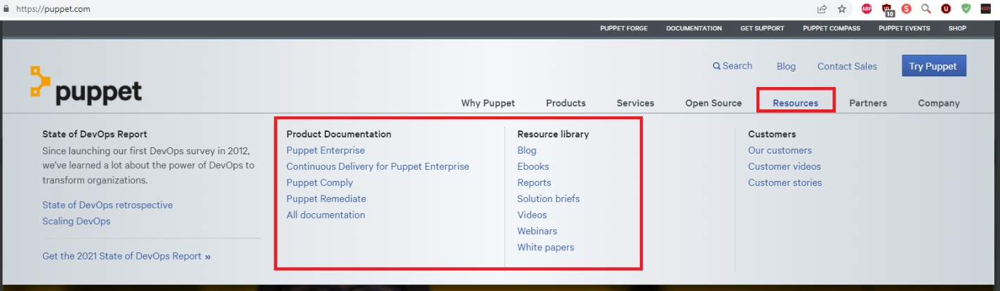 https://puppet.com
ABP
10
S
U
PUPPET FORGE DOCUMENTATION GET SUPPORT PUPPET COMPASS PUPPET EVENTS SHOP
Search Blog Contact Sales Try Puppet
puppet
Why Puppet Products Services Open Source Resources Partners Company
State of DevOps Report
Since launching our first DevOps survey in 2012,
we've learned a lot about the power of DevOps to
transform organizations.
State of DevOps retrospective
Scaling DevOps
Get the 2021 State of DevOps Report »
Product Documentation
Puppet Enterprise
Continuous Delivery for Puppet Enterprise
Puppet Comply
Puppet Remediate
All documentation
Resource library
Blog
Ebooks
Reports
Solution briefs
Videos
Webinars
White papers
Customers
Our customers
Customer videos
Customer stories